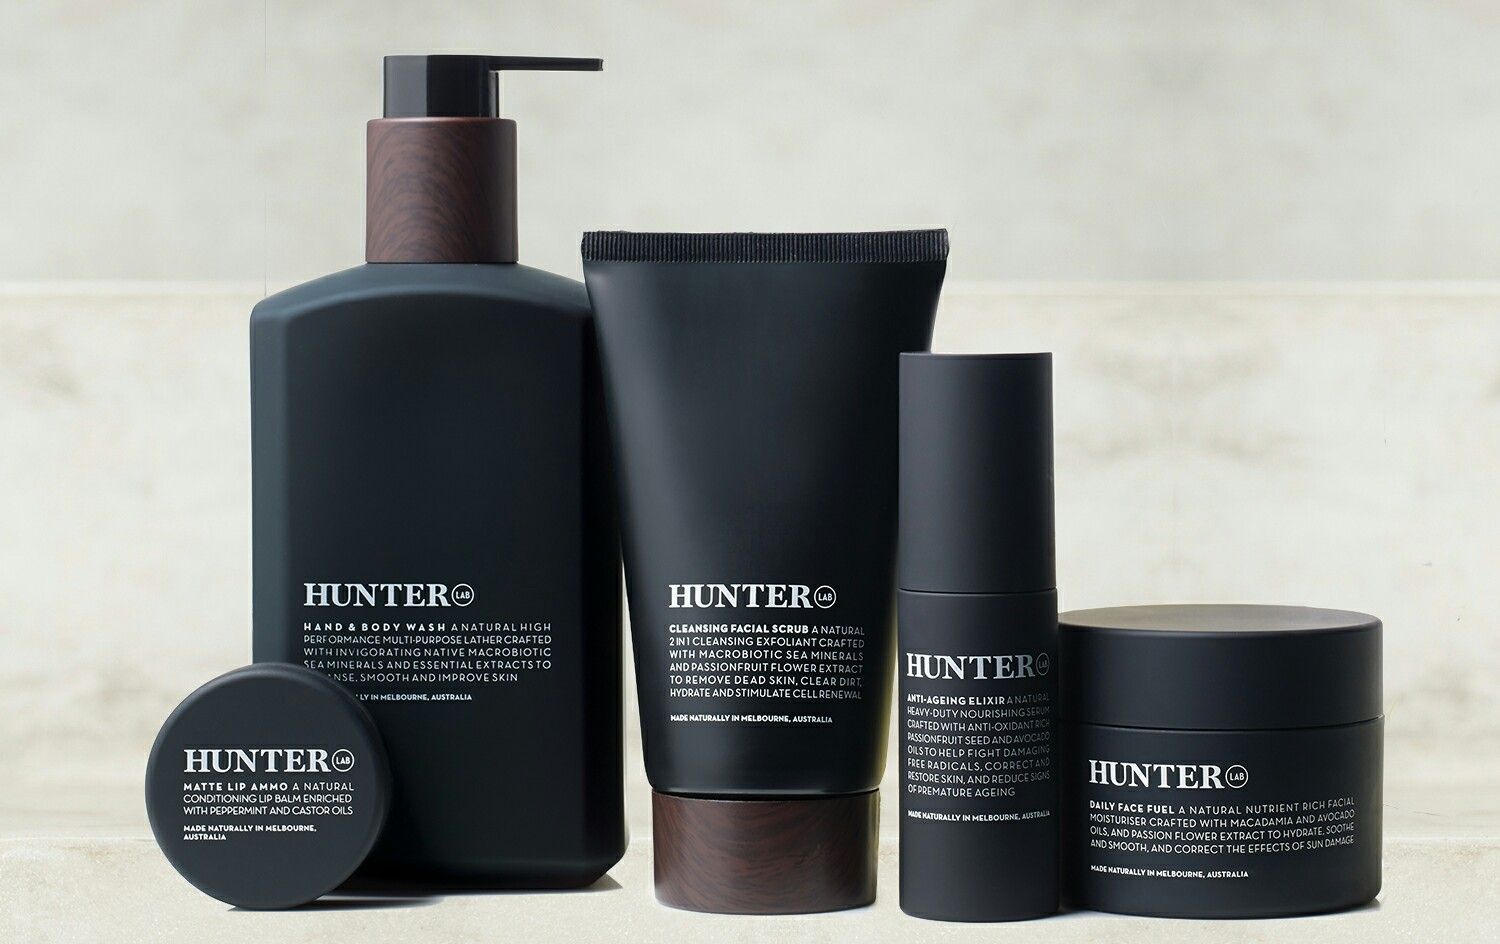 HUNTER LAB
HAND & BODY WASH A NATURAL HIGH
PERFORMANCE MULTI-PURPOSE LATHER CRAFTED
WITH INVIGORATING NATIVE MACROBIOTIC
SEA MINERALS AND ESSENTIAL EXTRACTS TO
SMOOTH AND IMPROVE SKIN
IN MELBOURNE, AUSTRALIA
HUNTER LAB
MATTE LIP AMMO A NATURAL
CONDITIONING LIP BALM ENRICHED
WITH PEPPERMINT AND CASTOR OILS
MADE NATURALLY IN MELBOURNE,
AUSTRALIA
HUNTER LAB
CLEANSING FACIAL SCRUB A NATURAL
2 IN 1 CLEANSING EXFOLIANT CRAFTED
WITH MACROBIOTIC SEA MINERALS
AND PASSIONFRUIT FLOWER EXTRACT
TO REMOVE DEAD SKIN, CLEAR DIRT,
HYDRATE AND STIMULATE CELL RENEWAL
MADE NATURALLY IN MELBOURNE, AUSTRALIA
HUNTER LAB
ANTI-AGEING ELIXIR A NATURAL
HEAVY-DUTY NOURISHING SERUM
CRAFTED WITH ANTI-OXIDANT RICH
PASSIONFRUIT SEED AND AVOCADO
OILS TO HELP FIGHT DAMAGING
FREE RADICALS, CORRECT AND
RESTORE SKIN, AND REDUCE SIGNS
OF PREMATURE AGEING
MADE NATURALLY IN MELBOURNE, AUSTRALIA
HUNTER LAB
DAILY FACE FUEL A NATURAL NUTRIENT RICH FACIAL
MOISTURISER CRAFTED WITH MACADAMIA AND AVOCADO
OILS, AND PASSION FLOWER EXTRACT TO HYDRATE, SOOTHE
AND SMOOTH, AND CORRECT THE EFFECTS OF SUN DAMAGE
MADE NATURALLY IN MELBOURNE, AUSTRALIA